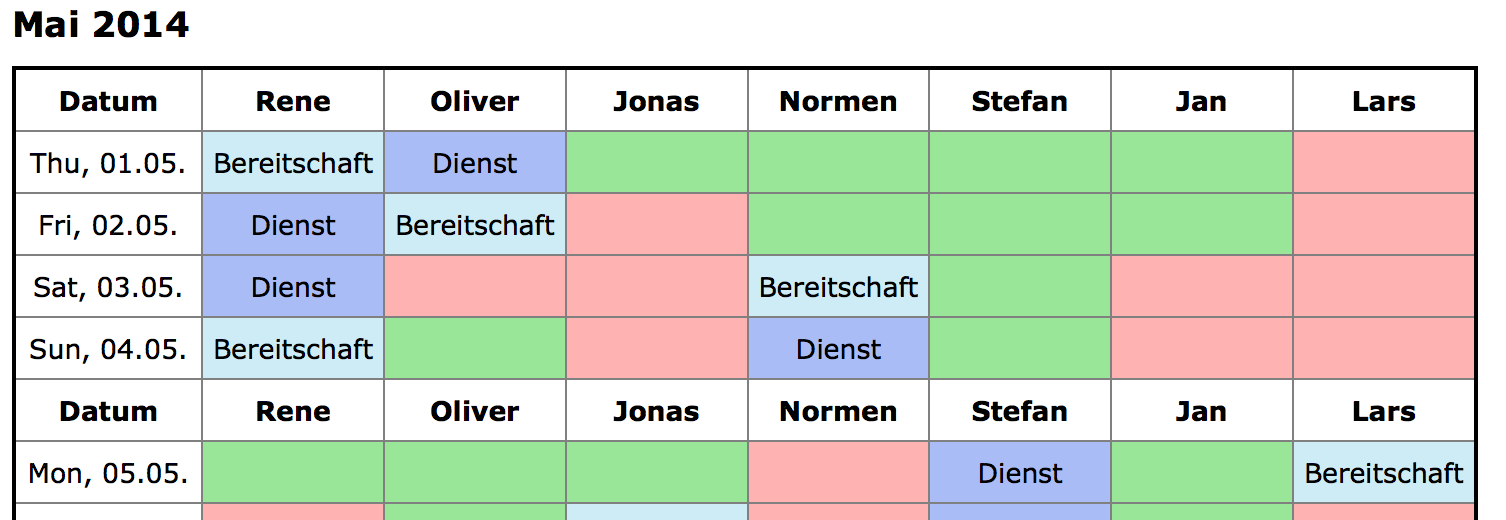 Mai 2014
Datum Rene Oliver Jonas Normen Stefan Jan Lars
Thu, 01.05. Bereitschaft Dienst
Fri, 02.05. Dienst Bereitschaft
Sat, 03.05. Dienst Bereitschaft
Sun, 04.05. Bereitschaft Dienst
Datum Rene Oliver Jonas Normen Stefan Jan Lars
Mon, 05.05. Dienst Bereitschaft